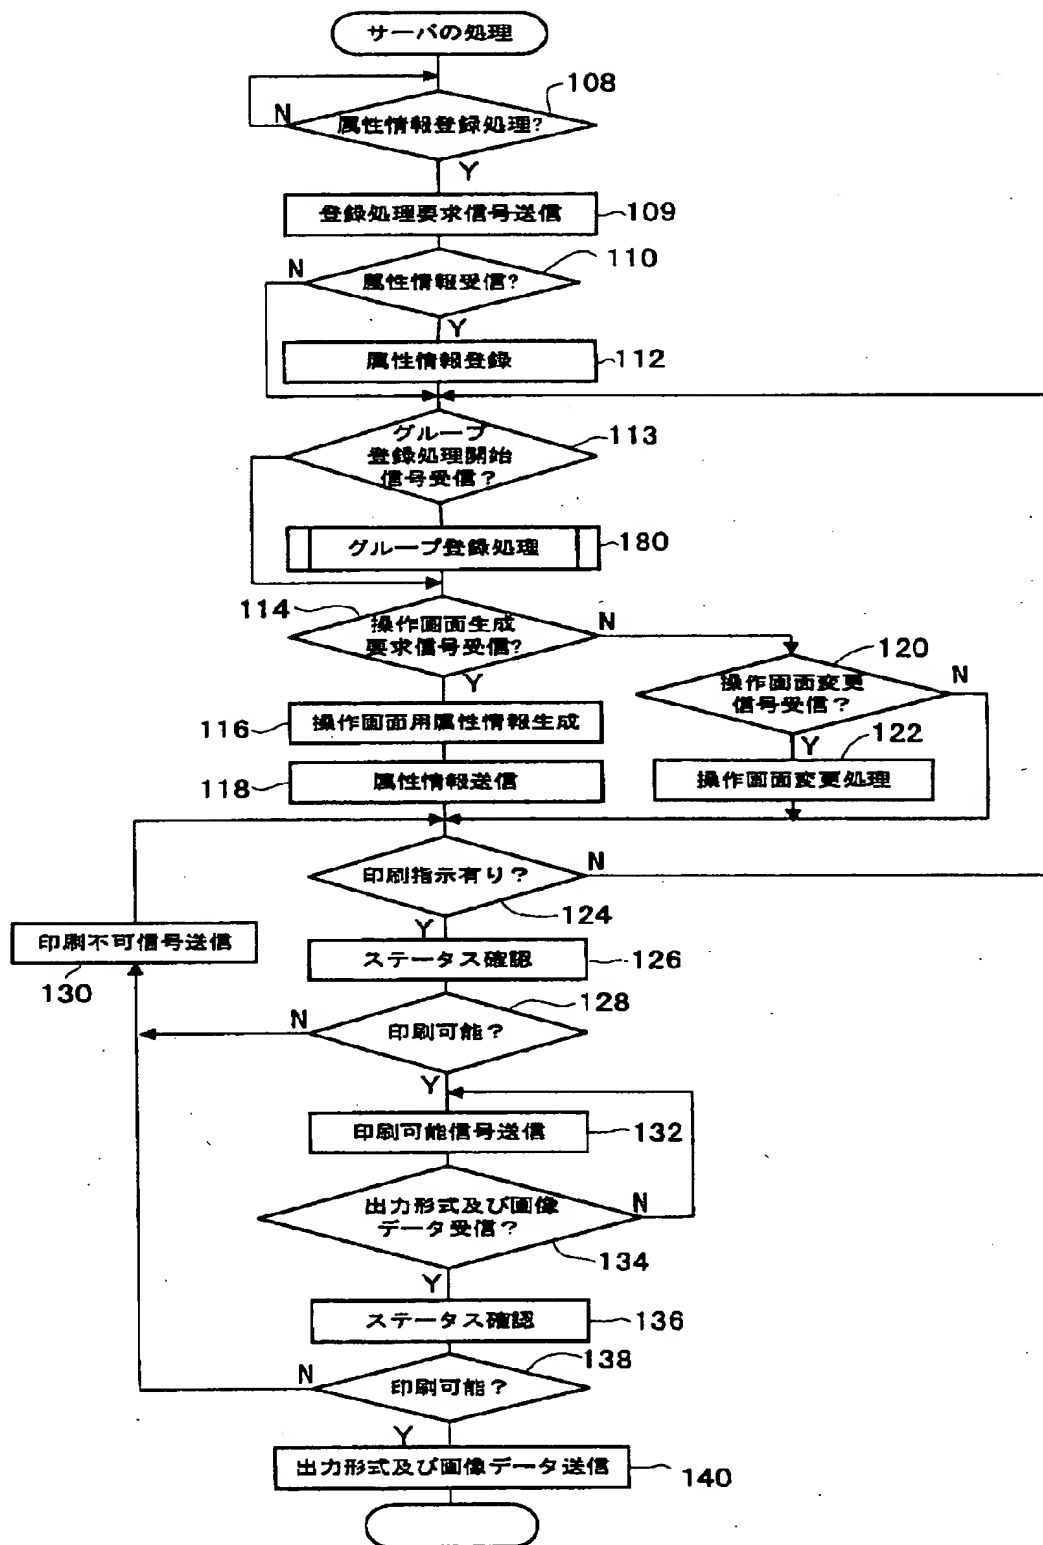 サーバの処理
108
N
属性情報登録処理?
Y
登録処理要求信号送信
109
N
110
属性情報受信?
Y
属性情報登録
112
グループ
登録処理開始
信号受信?
113
グループ登録処理
180
114
操作画面生成
要求信号受信?
N
120
操作画面変更
信号受信?
N
Y
Y
122
116
操作画面用属性情報生成
操作画面変更処理
118
属性情報送信
印刷指示有り?
N
124
Y
印刷不可信号送信
130
ステータス確認
126
128
N
印刷可能?
Y
印刷可能信号送信
132
出力形式及び画像
データ受信?
N
134
Y
ステータス確認
136
138
N
印刷可能?
Y
出力形式及び画像データ送信
140